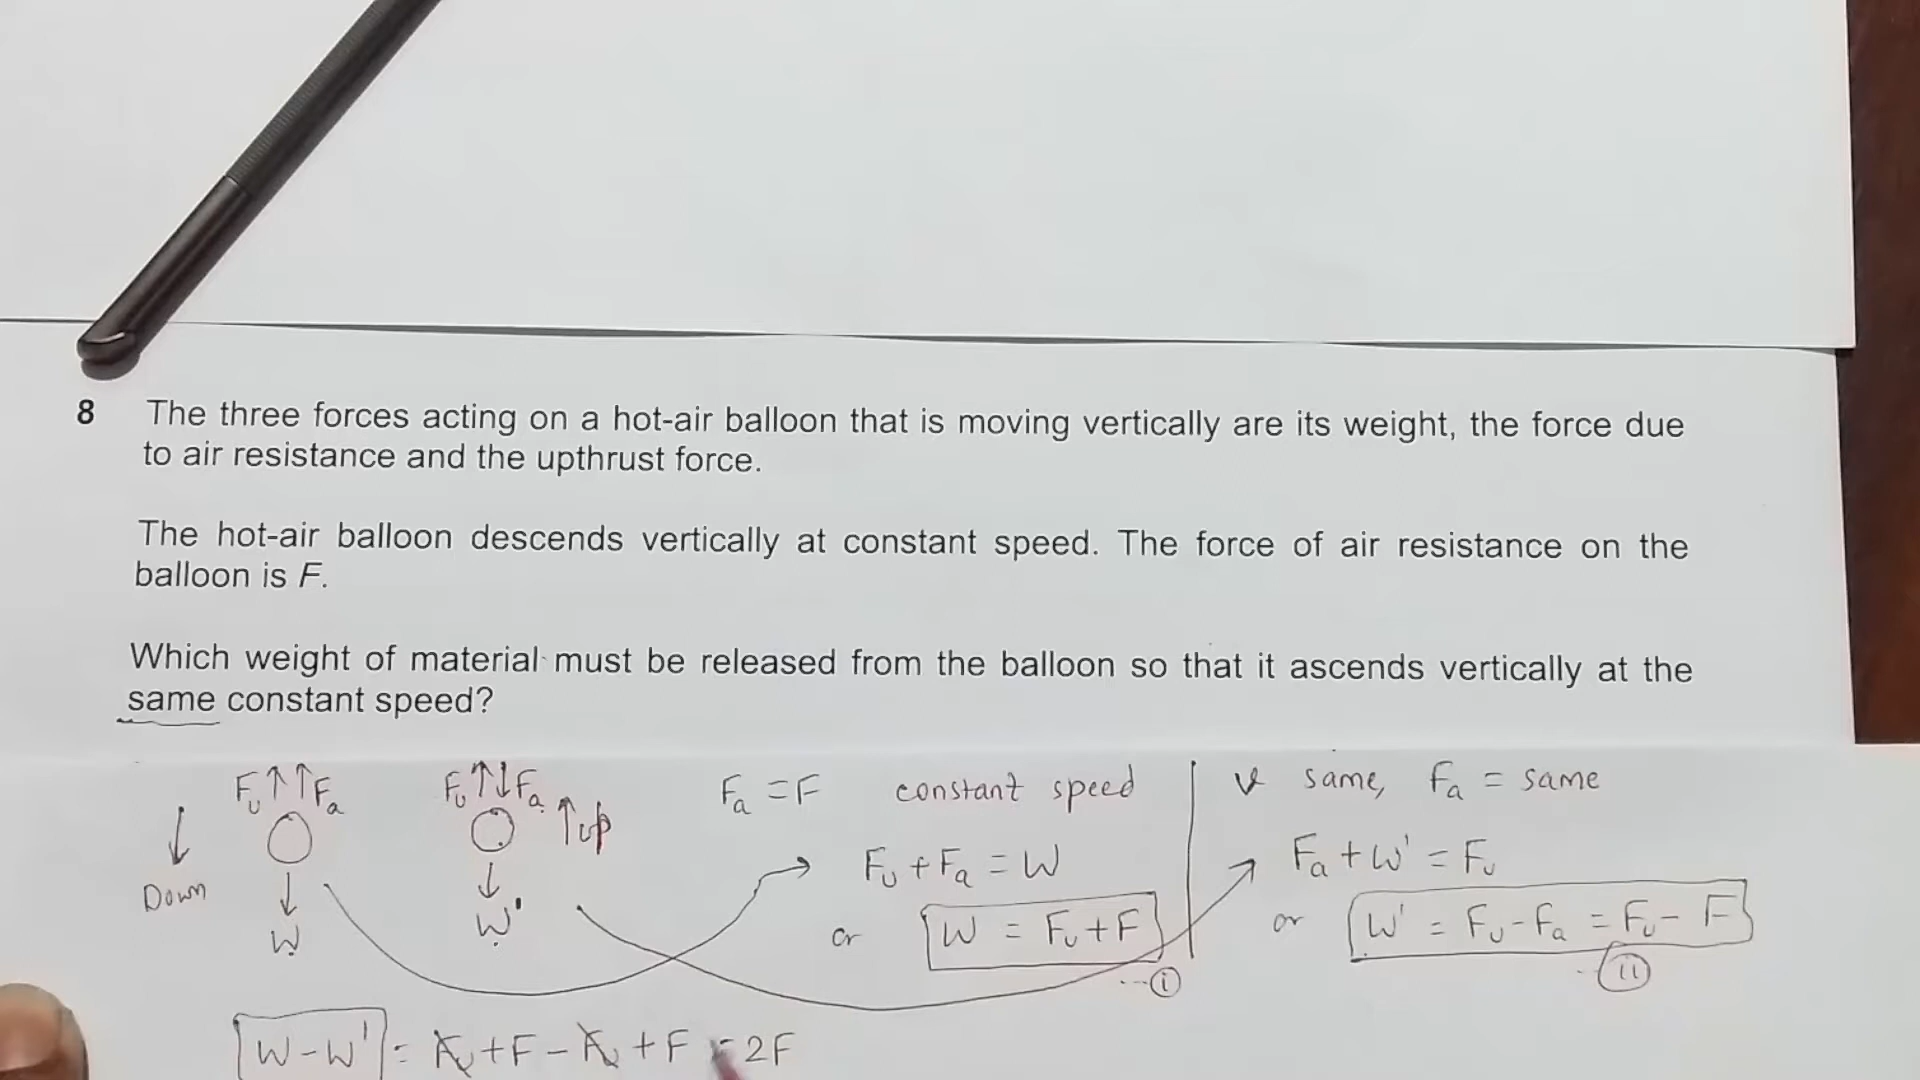 8 The three forces acting on a hot-air balloon that is moving vertically are its weight, the force due
to air resistance and the upthrust force.
The hot-air balloon descends vertically at constant speed. The force of air resistance on the
balloon is F.
Which weight of material must be released from the balloon so that it ascends vertically at the
same constant speed?
Fᵤ ↑ ↑ Fₐ
↓ Down
↓
W
Fᵤ ↑ ↓ Fₐ
↑ up
↓
W'
Fₐ = F constant speed
Fᵤ + Fₐ = W
or W = Fᵤ + F
...(i)
v same, Fₐ = same
Fₐ + W' = Fᵤ
or W' = Fᵤ - Fₐ = Fᵤ - F
..(ii)
W - W' = Fᵤ + F - Fᵤ + F = 2F